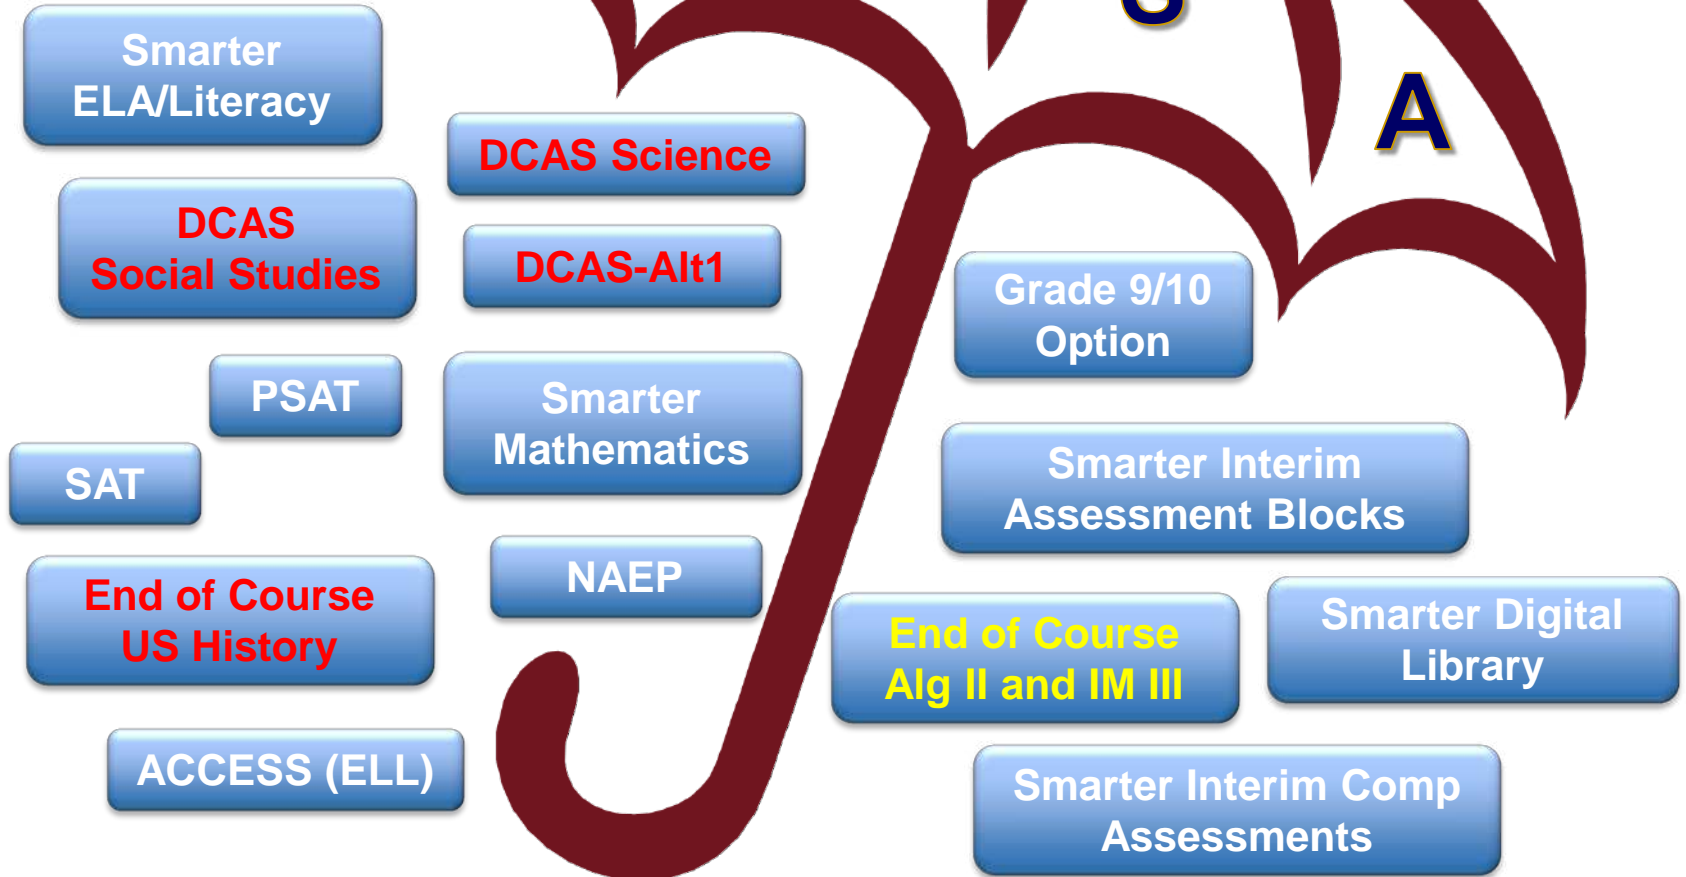 S
A
Smarter
ELA/Literacy
DCAS Science
DCAS
Social Studies
DCAS-Alt1
Grade 9/10
Option
PSAT
Smarter
Mathematics
SAT
Smarter Interim
Assessment Blocks
End of Course
US History
NAEP
End of Course
Alg II and IM III
Smarter Digital
Library
ACCESS (ELL)
Smarter Interim Comp
Assessments